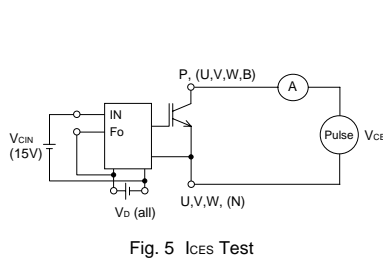 P, (U,V,W,B)
A
IN
Fo
VCIN
(15V)
Pulse
VCE
U,V,W, (N)
VD (all)
Fig. 5 ICES Test